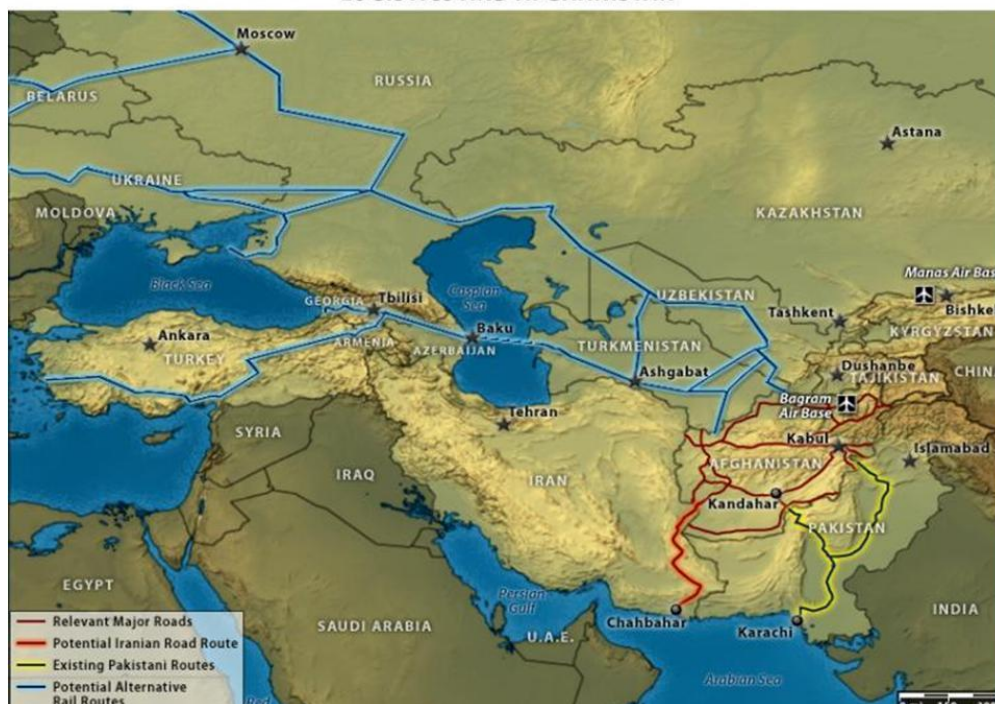 Moscow
RUSSIA
BELARUS
Astana
UKRAINE
MOLDOVA
KAZAKHSTAN
Black Sea
Caspian
Sea
Manas Air Bas
GEORGIA
Tbilisi
UZBEKISTAN
Bishke
Tashkent
Ankara
Baku
KYRGYZSTAN
ARMENIA
AZERBAIJAN
TURKMENISTAN
TURKEY
Ashgabat
Dushanbe
TAJIKISTAN
CHIN
Bagram
Air Base
Tehran
SYRIA
Kabul
Islamabad
AFGHANISTAN
IRAQ
IRAN
Kandahar
PAKISTAN
EGYPT
Persian
Gulf
INDIA
SAUDI ARABIA
U.A.E.
Chahbahar
Karachi
Arabian Sea
Relevant Major Roads
Potential Iranian Road Route
Existing Pakistani Routes
Potential Alternative
Rail Routes
Red